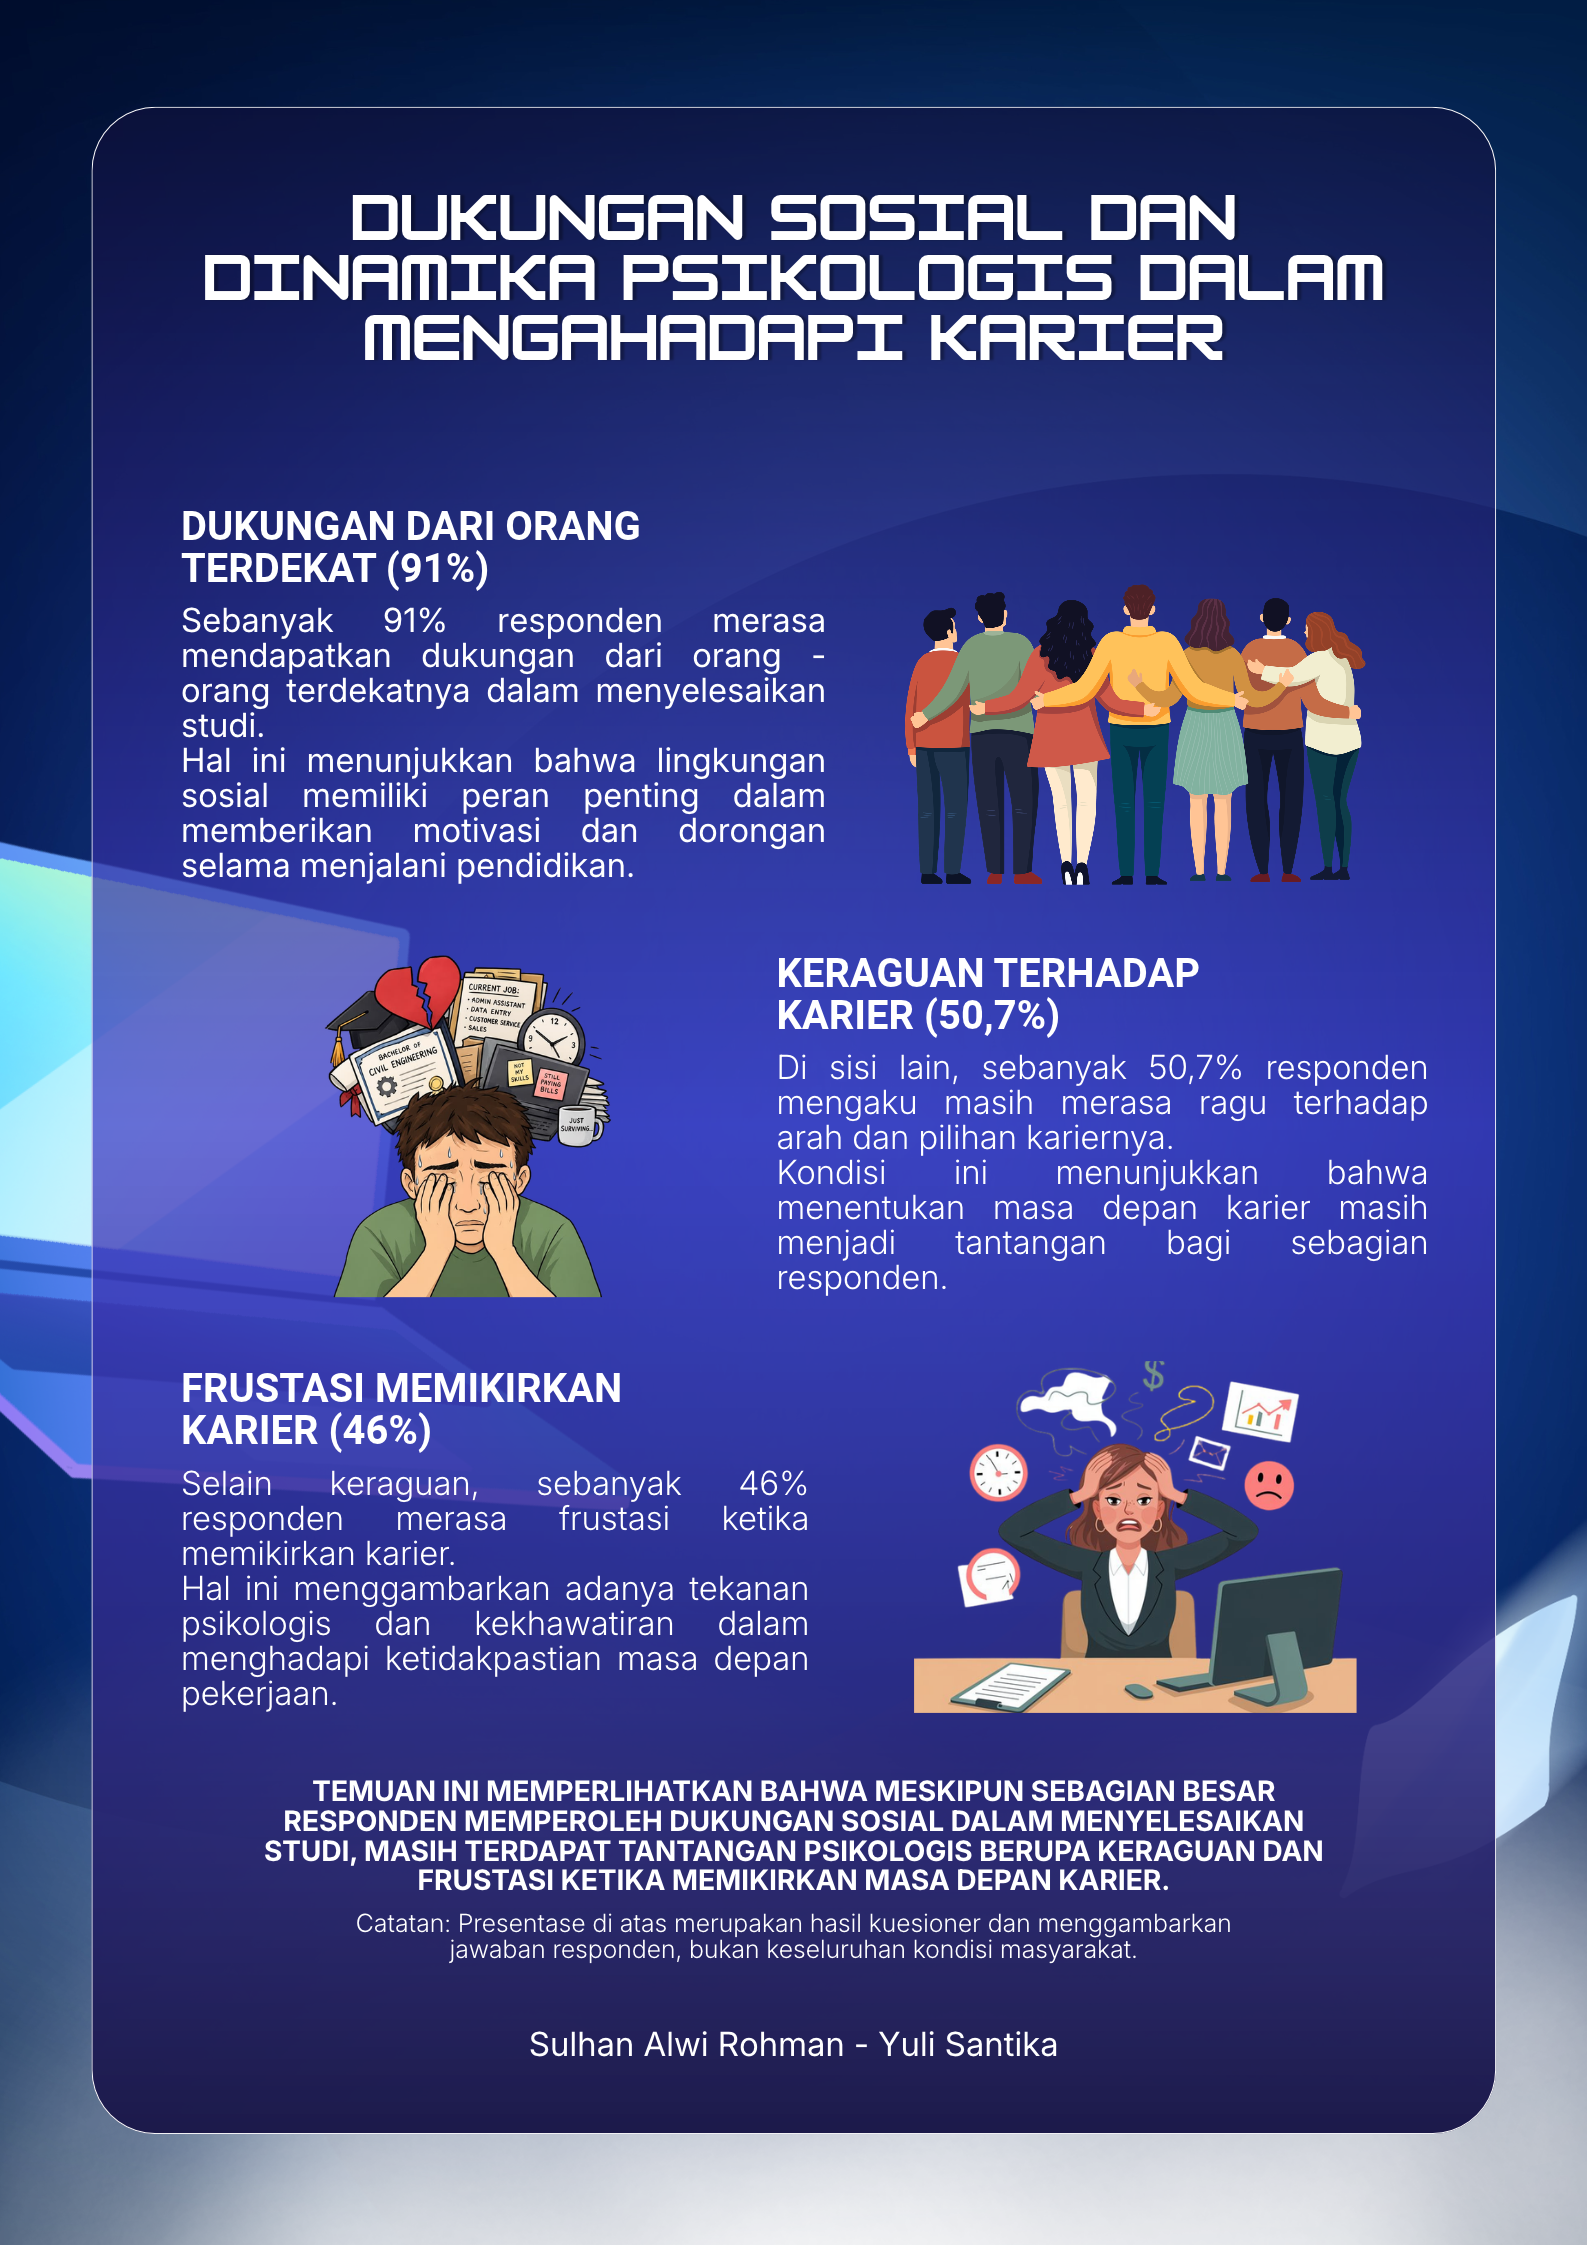 DUKUNGAN SOSIAL DAN
DINAMIKA PSIKOLOGIS DALAM
MENGAHADAPI KARIER
DUKUNGAN DARI ORANG
TERDEKAT (91%)
Sebanyak 91% responden merasa
mendapatkan dukungan dari orang -
orang terdekatnya dalam menyelesaikan
studi.
Hal ini menunjukkan bahwa lingkungan
sosial memiliki peran penting dalam
memberikan motivasi dan dorongan
selama menjalani pendidikan.
CURRENT JOB:
• ADMIN ASSISTANT
• DATA ENTRY
• CUSTOMER SERVICE
• SALES
12
9
3
BACHELOR OF
CIVIL ENGINEERING
NOT
MY
SKILLS
STILL
PAYING
BILLS
JUST
SURVIVING...
KERAGUAN TERHADAP
KARIER (50,7%)
Di sisi lain, sebanyak 50,7% responden
mengaku masih merasa ragu terhadap
arah dan pilihan kariernya.
Kondisi ini menunjukkan bahwa
menentukan masa depan karier masih
menjadi tantangan bagi sebagian
responden.
FRUSTASI MEMIKIRKAN
KARIER (46%)
Selain keraguan, sebanyak 46%
responden merasa frustasi ketika
memikirkan karier.
Hal ini menggambarkan adanya tekanan
psikologis dan kekhawatiran dalam
menghadapi ketidakpastian masa depan
pekerjaan.
$
TEMUAN INI MEMPERLIHATKAN BAHWA MESKIPUN SEBAGIAN BESAR
RESPONDEN MEMPEROLEH DUKUNGAN SOSIAL DALAM MENYELESAIKAN
STUDI, MASIH TERDAPAT TANTANGAN PSIKOLOGIS BERUPA KERAGUAN DAN
FRUSTASI KETIKA MEMIKIRKAN MASA DEPAN KARIER.
Catatan: Presentase di atas merupakan hasil kuesioner dan menggambarkan
jawaban responden, bukan keseluruhan kondisi masyarakat.
Sulhan Alwi Rohman - Yuli Santika